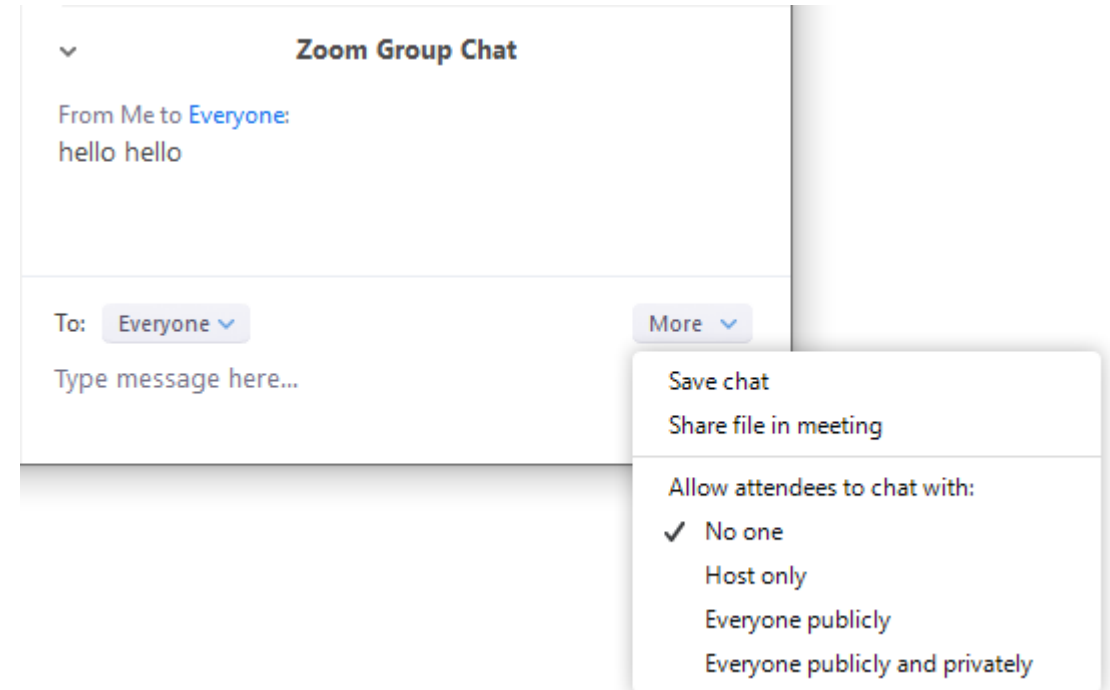 Zoom Group Chat
From Me to Everyone:
hello hello
To: Everyone More
Type message here...
Save chat
Share file in meeting
Allow attendees to chat with:
No one
Host only
Everyone publicly
Everyone publicly and privately